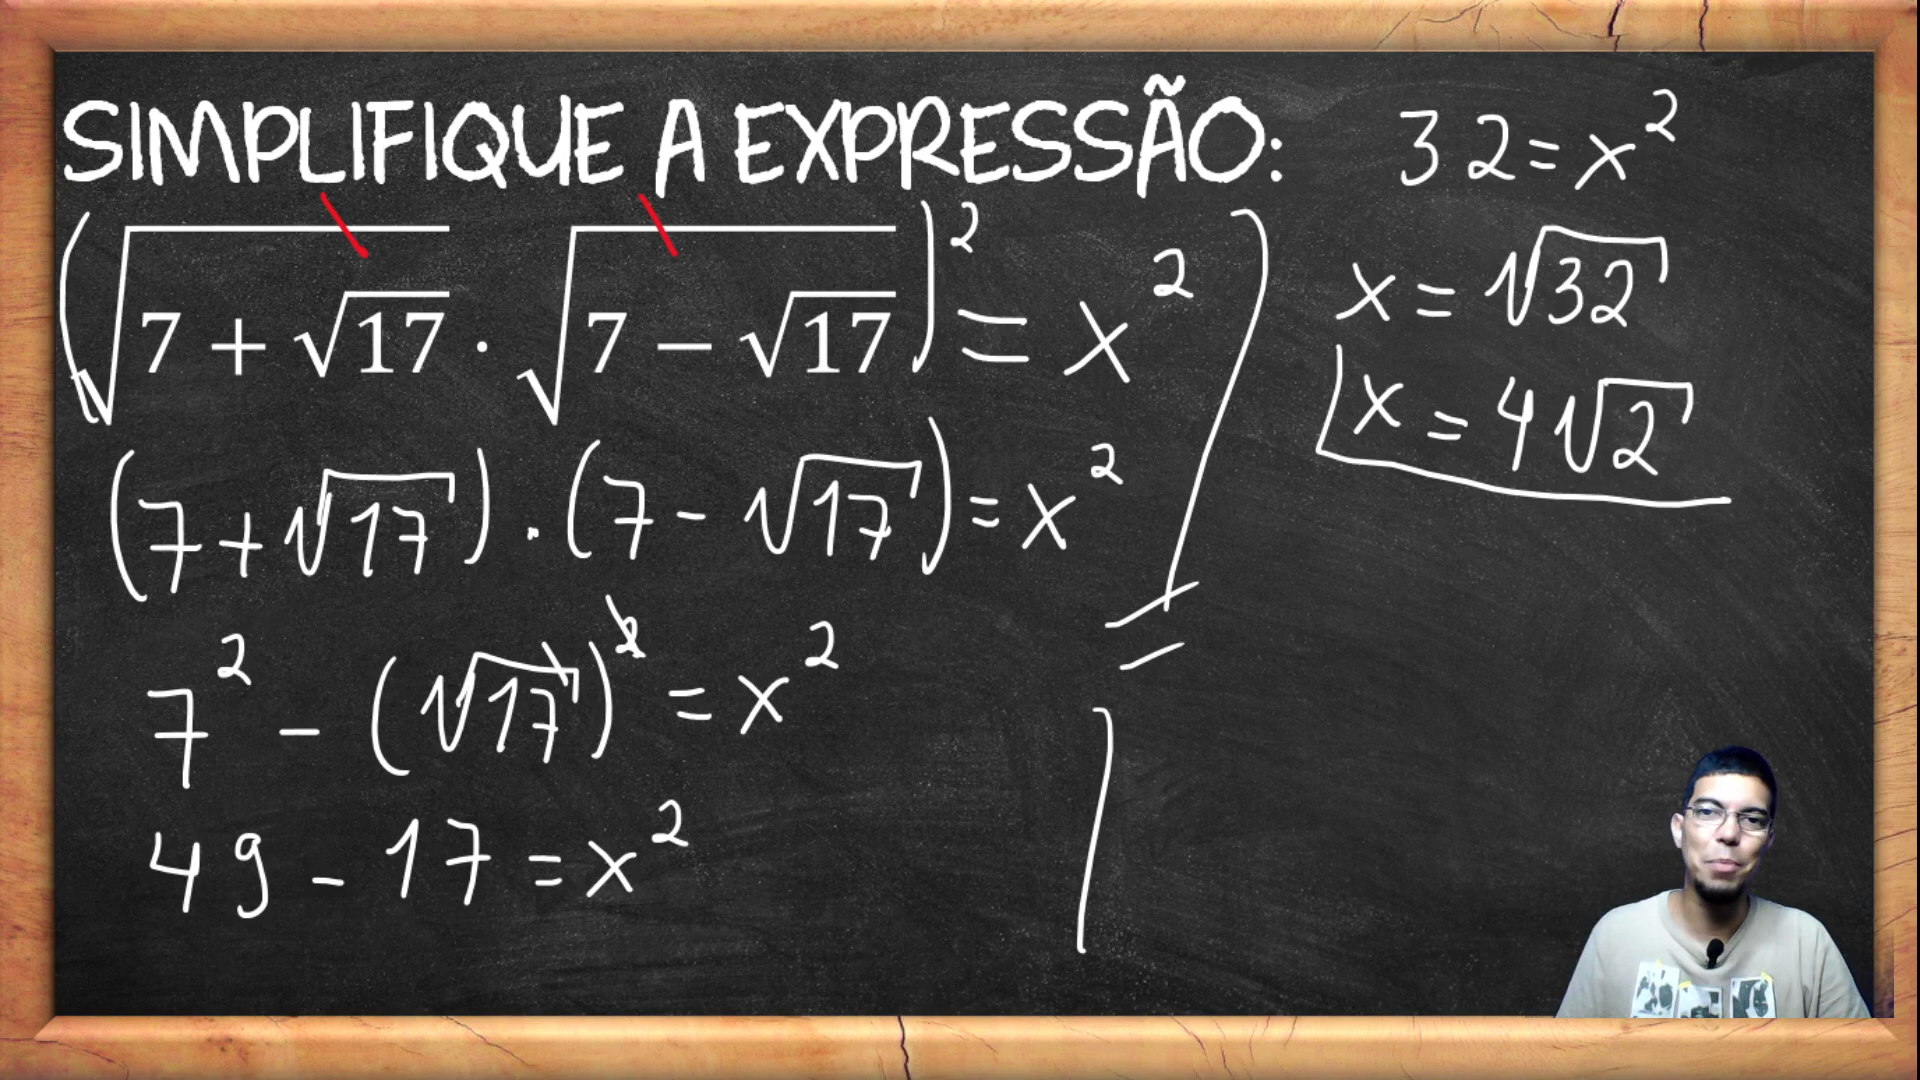 SIMPLIFIQUE A EXPRESSÃO:
(√(7 + √17) · √(7 − √17))² = x²
(7 + √17) · (7 - √17) = x²
7² - (√17)² = x²
49 - 17 = x²
32 = x²
x = √32
x = 4√2